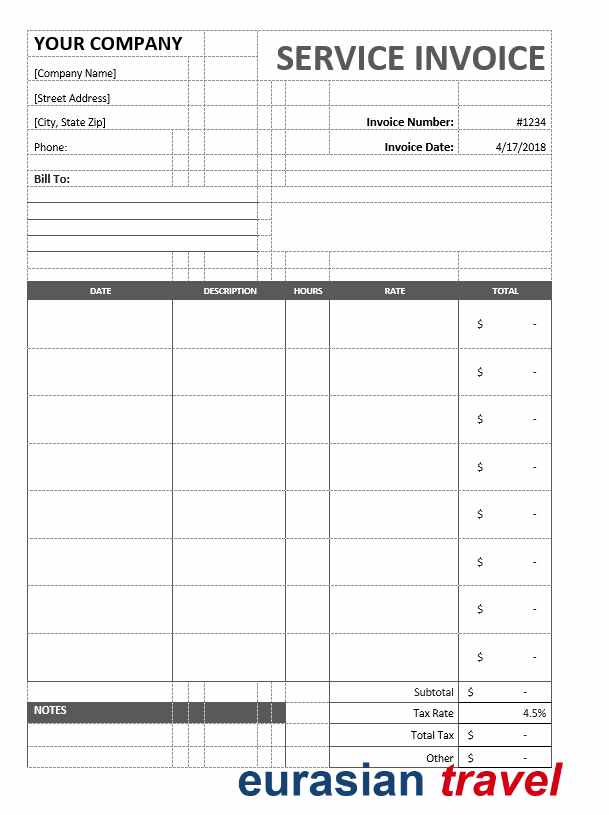 YOUR COMPANY
SERVICE INVOICE
[Company Name]
[Street Address]
[City, State Zip]
Invoice Number: #1234
Phone:
Invoice Date: 4/17/2018
Bill To:
DATE DESCRIPTION HOURS RATE TOTAL
$ -
$ -
$ -
$ -
$ -
$ -
$ -
$ -
Subtotal $ -
NOTES
Tax Rate 4.5%
Total Tax $ -
Other $ -
eurasian travel